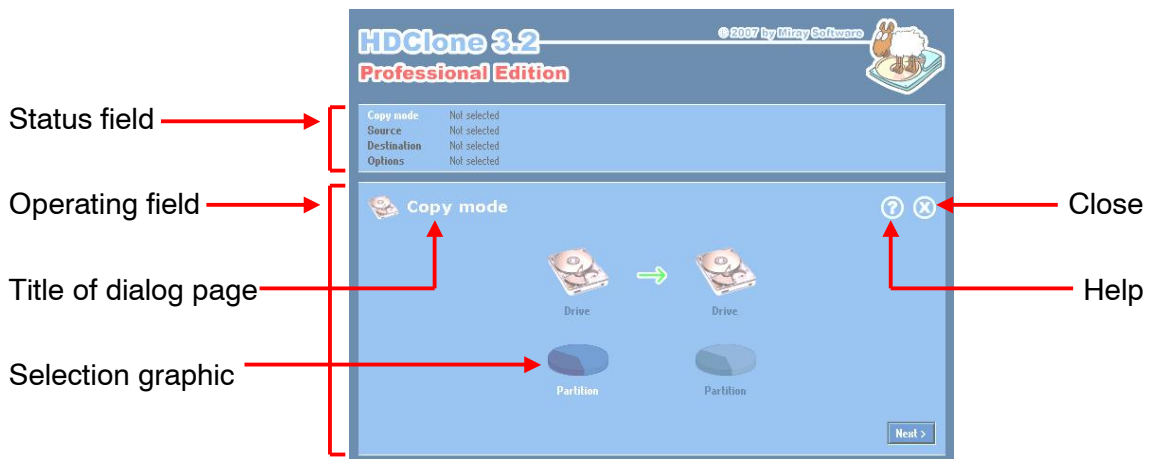 HDClone 3.2
© 2007 by Miray Software
Professional Edition
Status field
Copy mode Not selected
Source Not selected
Destination Not selected
Options Not selected
Operating field
Copy mode
? X
Close
Title of dialog page
Help
Drive Drive
Selection graphic
Partition Partition
Next >